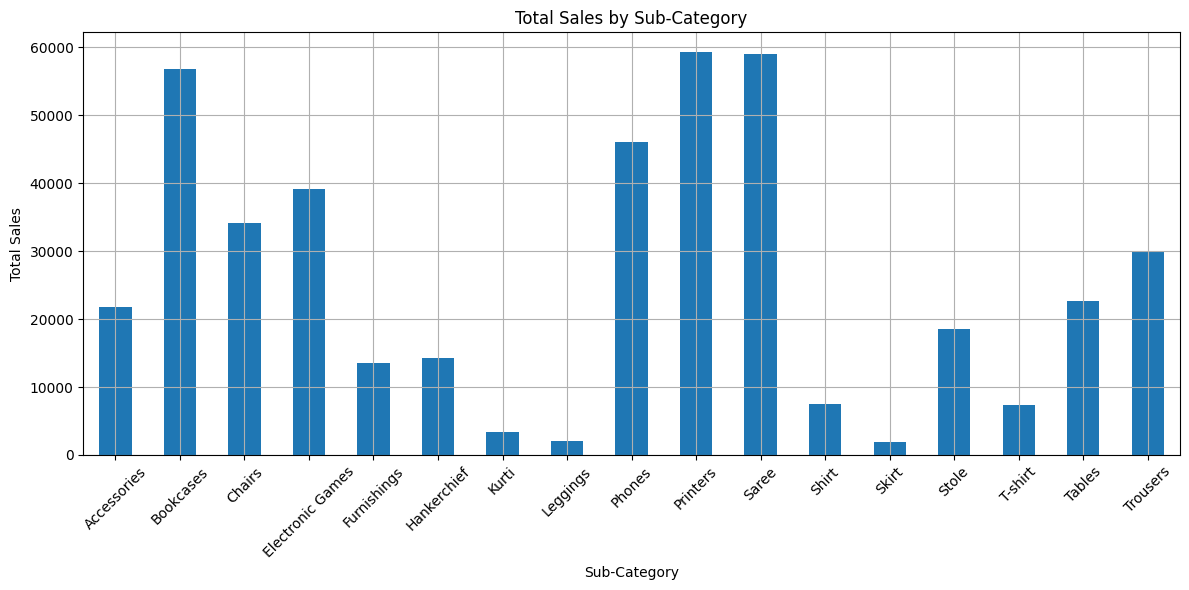 Total Sales by Sub-Category
Total Sales
60000
50000
40000
30000
20000
10000
0
Accessories
Bookcases
Chairs
Electronic Games
Furnishings
Hankerchief
Kurti
Leggings
Phones
Printers
Saree
Shirt
Skirt
Stole
T-shirt
Tables
Trousers
Sub-Category